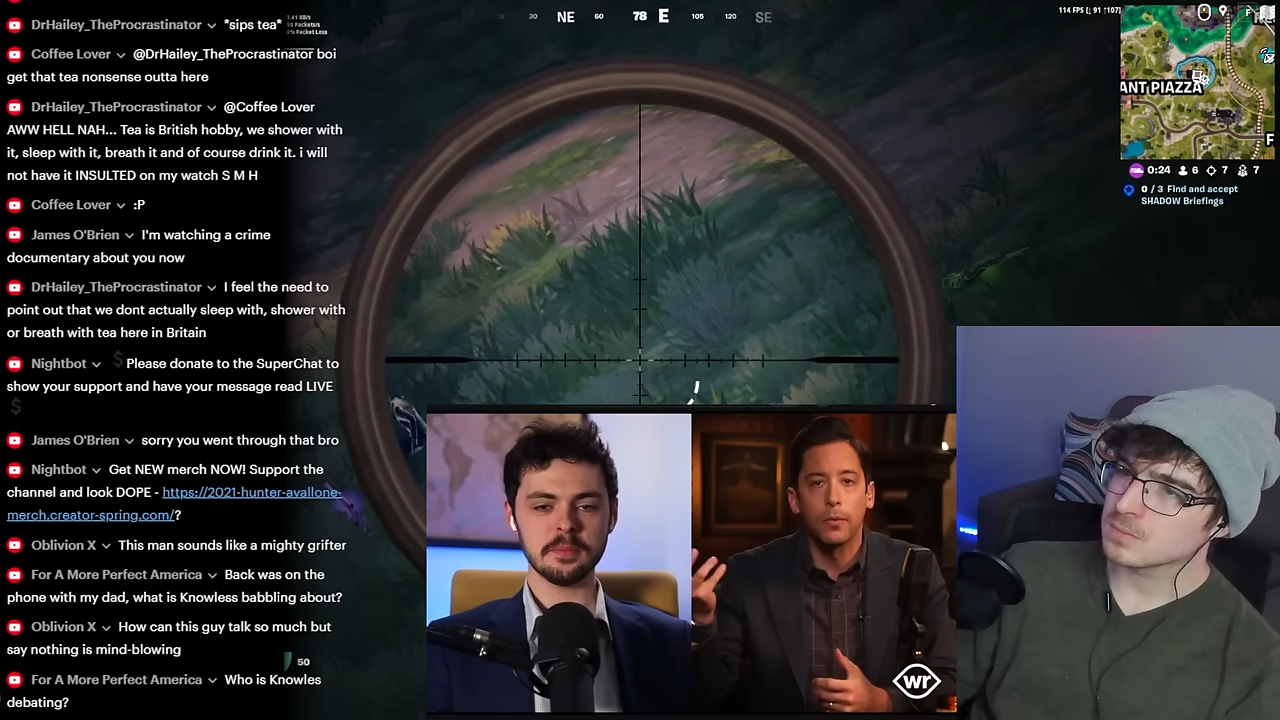 DrHailey_TheProcrastinator *sips tea*
Coffee Lover @DrHailey_TheProcrastinator boi
get that tea nonsense outta here
DrHailey_TheProcrastinator @Coffee Lover
AWW HELL NAH... Tea is British hobby, we shower with
it, sleep with it, breath it and of course drink it. i will
not have it INSULTED on my watch S M H
Coffee Lover :P
James O'Brien I'm watching a crime
documentary about you now
DrHailey_TheProcrastinator I feel the need to
point out that we dont actually sleep with, shower with
or breath with tea here in Britain
Nightbot $ Please donate to the SuperChat to
show your support and have your message read LIVE
$
James O'Brien sorry you went through that bro
Nightbot Get NEW merch NOW! Support the
channel and look DOPE - https://2021-hunter-avallone-
merch.creator-spring.com/?
Oblivion X This man sounds like a mighty grifter
For A More Perfect America Back was on the
phone with my dad, what is Knowless babbling about?
Oblivion X How can this guy talk so much but
say nothing is mind-blowing
For A More Perfect America Who is Knowles
debating?
50
% Packet Loss
30 NE 60 78 E 105 120 SE
114 FPS [↓ 91 ↑107]
ANT PIAZZA
F
0:24 6 7 7
0 / 3 Find and accept
SHADOW Briefings
wr